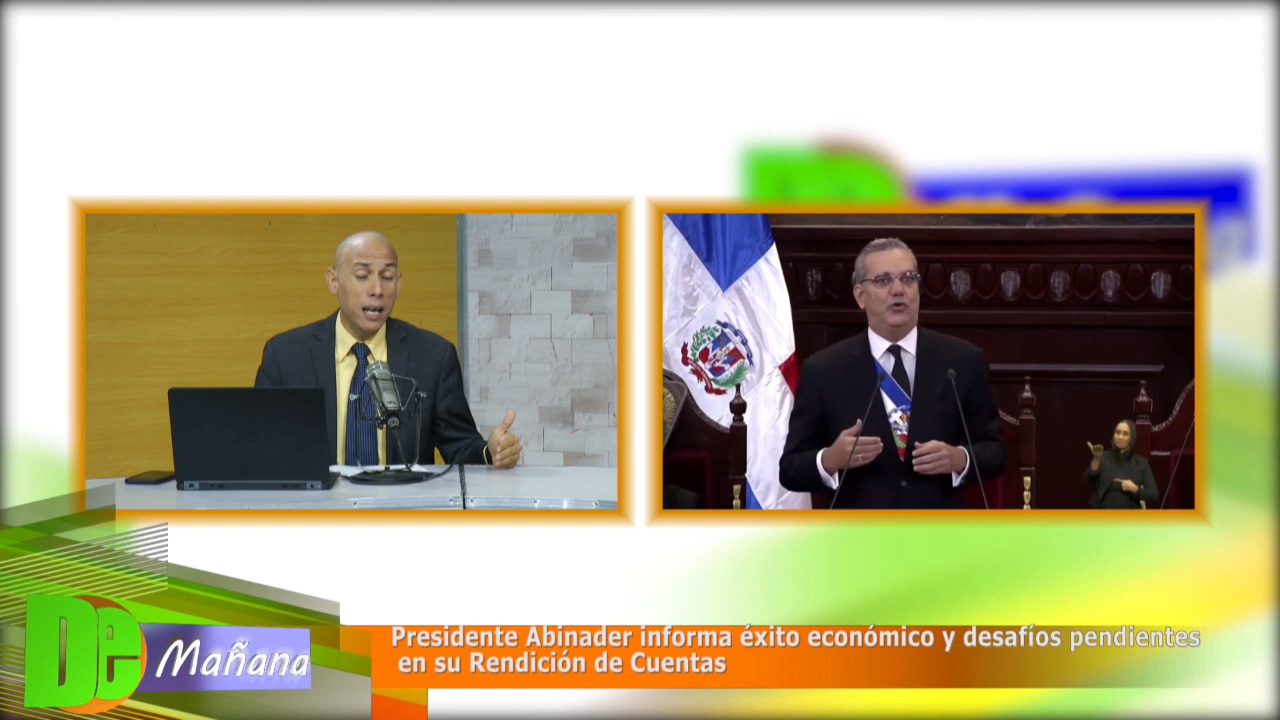 Presidente Abinader informa éxito económico y desafíos pendientes
en su Rendición de Cuentas
De
Mañana